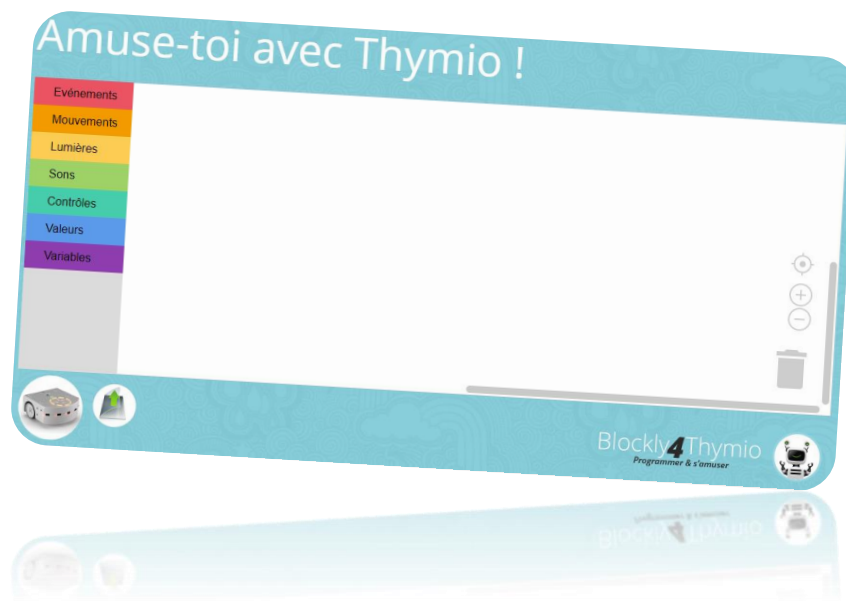 Amuse-toi avec Thymio !
Evénements
Mouvements
Lumières
Sons
Contrôles
Valeurs
Variables
Blockly4Thymio
Programmer & s'amuser